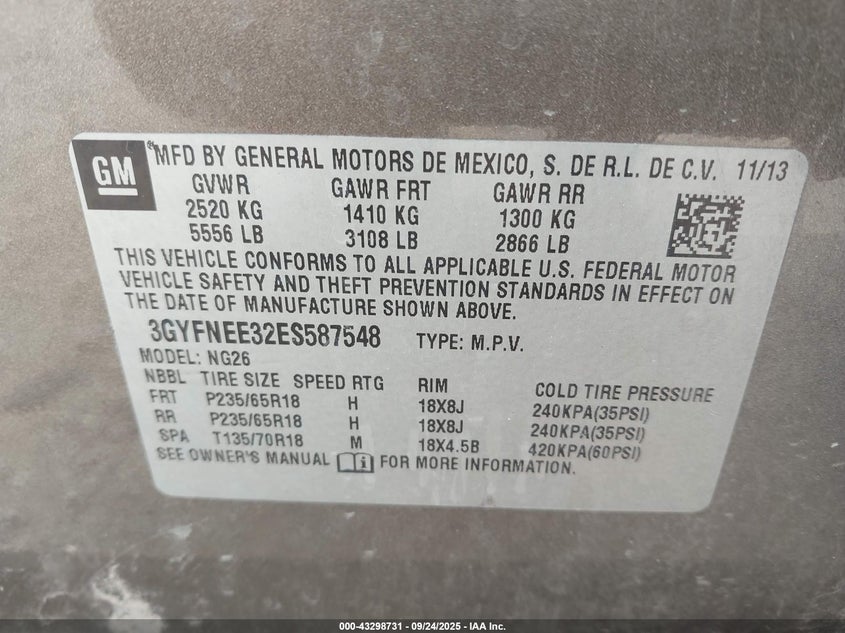 GM
MFD BY GENERAL MOTORS DE MEXICO, S. DE R.L. DE C.V. 11/13
GVWR GAWR FRT GAWR RR
2520 KG 1410 KG 1300 KG
5556 LB 3108 LB 2866 LB
THIS VEHICLE CONFORMS TO ALL APPLICABLE U.S. FEDERAL MOTOR
VEHICLE SAFETY AND THEFT PREVENTION STANDARDS IN EFFECT ON
THE DATE OF MANUFACTURE SHOWN ABOVE.
3GYFNEE32ES587548 TYPE: M.P.V.
MODEL: NG26
NBBL TIRE SIZE SPEED RTG RIM COLD TIRE PRESSURE
FRT P235/65R18 H 18X8J 240KPA(35PSI)
RR P235/65R18 H 18X8J 240KPA(35PSI)
SPA T135/70R18 M 18X4.5B 420KPA(60PSI)
SEE OWNER'S MANUAL FOR MORE INFORMATION.
000-43298731 - 09/24/2025 - IAA Inc.